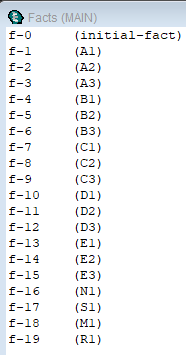 Facts (MAIN)
f-0 (initial-fact)
f-1 (A1)
f-2 (A2)
f-3 (A3)
f-4 (B1)
f-5 (B2)
f-6 (B3)
f-7 (C1)
f-8 (C2)
f-9 (C3)
f-10 (D1)
f-11 (D2)
f-12 (D3)
f-13 (E1)
f-14 (E2)
f-15 (E3)
f-16 (N1)
f-17 (S1)
f-18 (M1)
f-19 (R1)